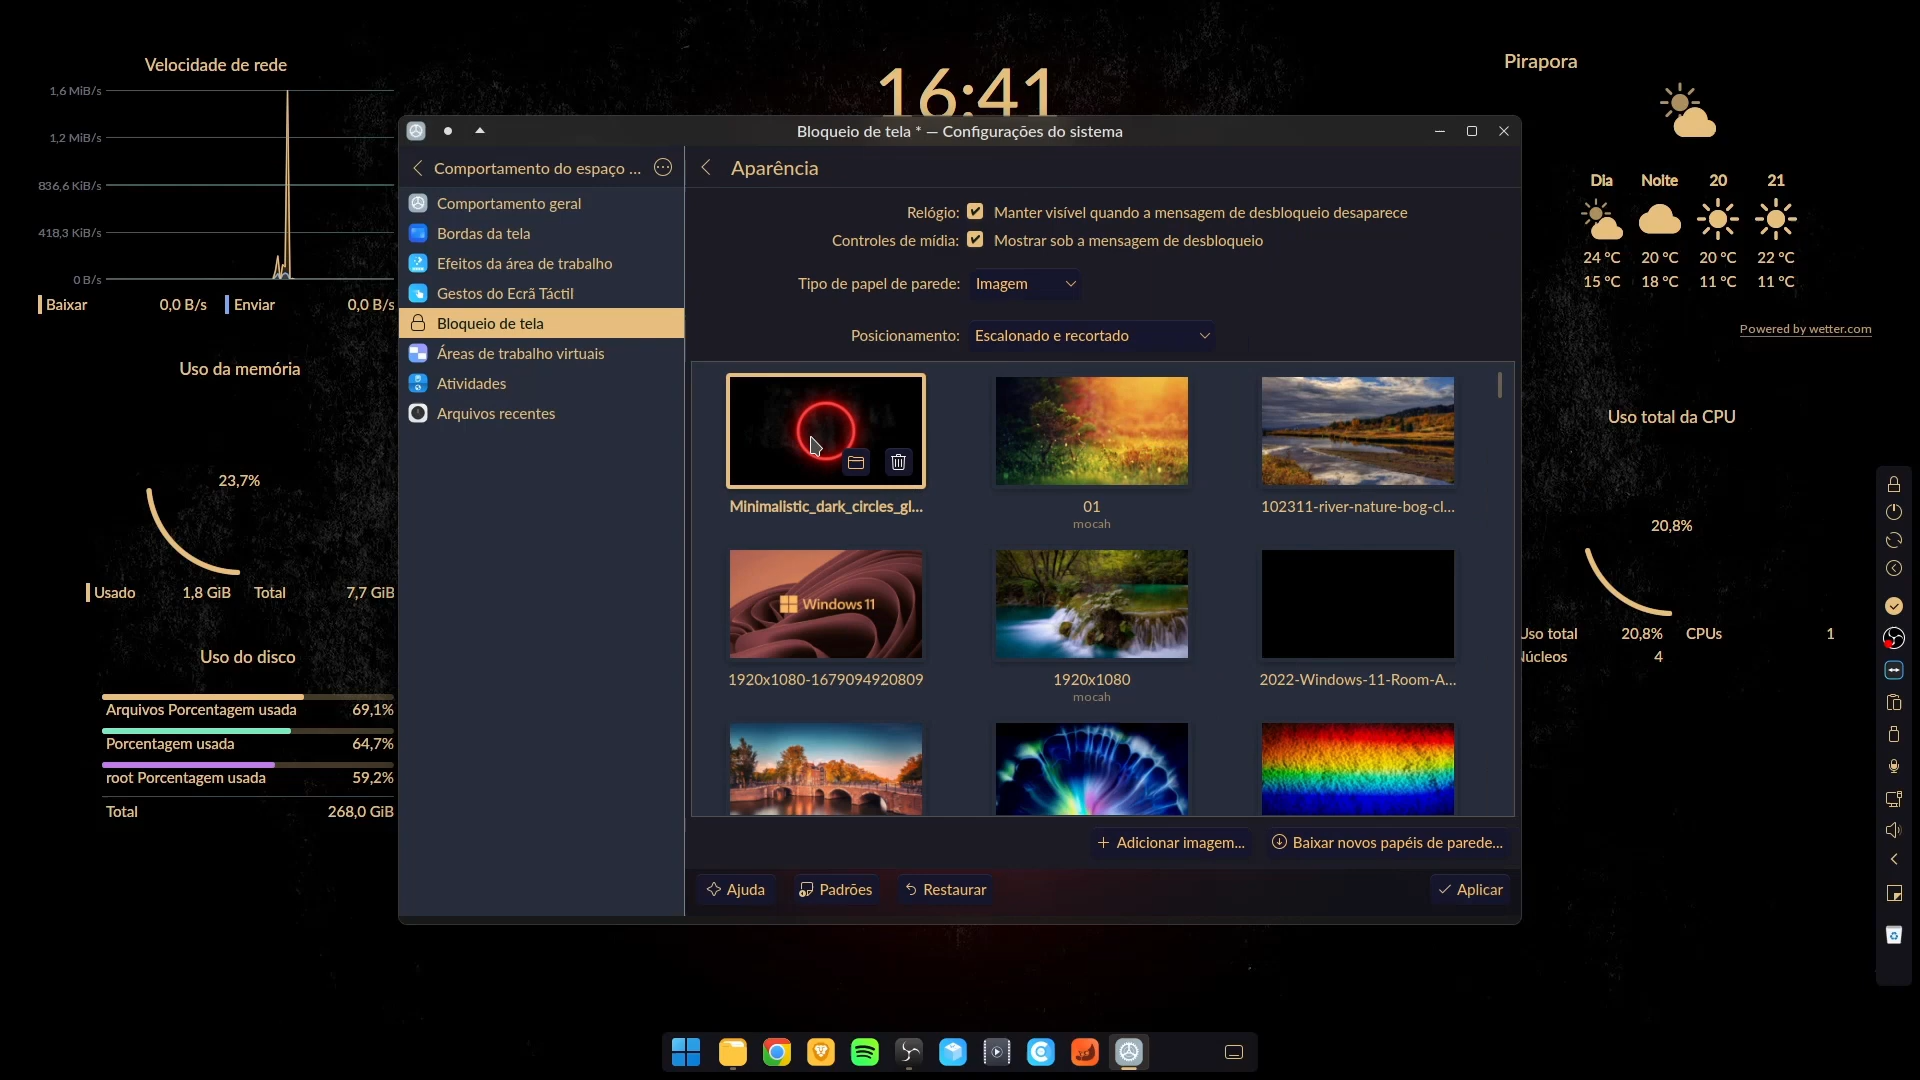 Velocidade de rede
1,6 MiB/s
1,2 MiB/s
836,6 KiB/s
418,3 KiB/s
0 B/s
Baixar 0,0 B/s Enviar 0,0 B/s
Uso da memória
23,7%
Usado 1,8 GiB Total 7,7 GiB
Uso do disco
Arquivos Porcentagem usada 69,1%
Porcentagem usada 64,7%
root Porcentagem usada 59,2%
Total 268,0 GiB
16:41
Bloqueio de tela * — Configurações do sistema
Comportamento do espaço ...
Comportamento geral
Bordas da tela
Efeitos da área de trabalho
Gestos do Ecrã Táctil
Bloqueio de tela
Áreas de trabalho virtuais
Atividades
Arquivos recentes
Aparência
Relógio: Manter visível quando a mensagem de desbloqueio desaparece
Controles de mídia: Mostrar sob a mensagem de desbloqueio
Tipo de papel de parede: Imagem
Posicionamento: Escalonado e recortado
Minimalistic_dark_circles_gl...
01
mocah
102311-river-nature-bog-cl...
Windows 11
1920x1080-1679094920809
1920x1080
mocah
2022-Windows-11-Room-A...
Adicionar imagem...
Baixar novos papéis de parede...
Ajuda
Padrões
Restaurar
Aplicar
Pirapora
Dia Noite 20 21
24 °C 20 °C 20 °C 22 °C
15 °C 18 °C 11 °C 11 °C
Powered by wetter.com
Uso total da CPU
20,8%
Uso total 20,8% CPUs 1
Núcleos 4